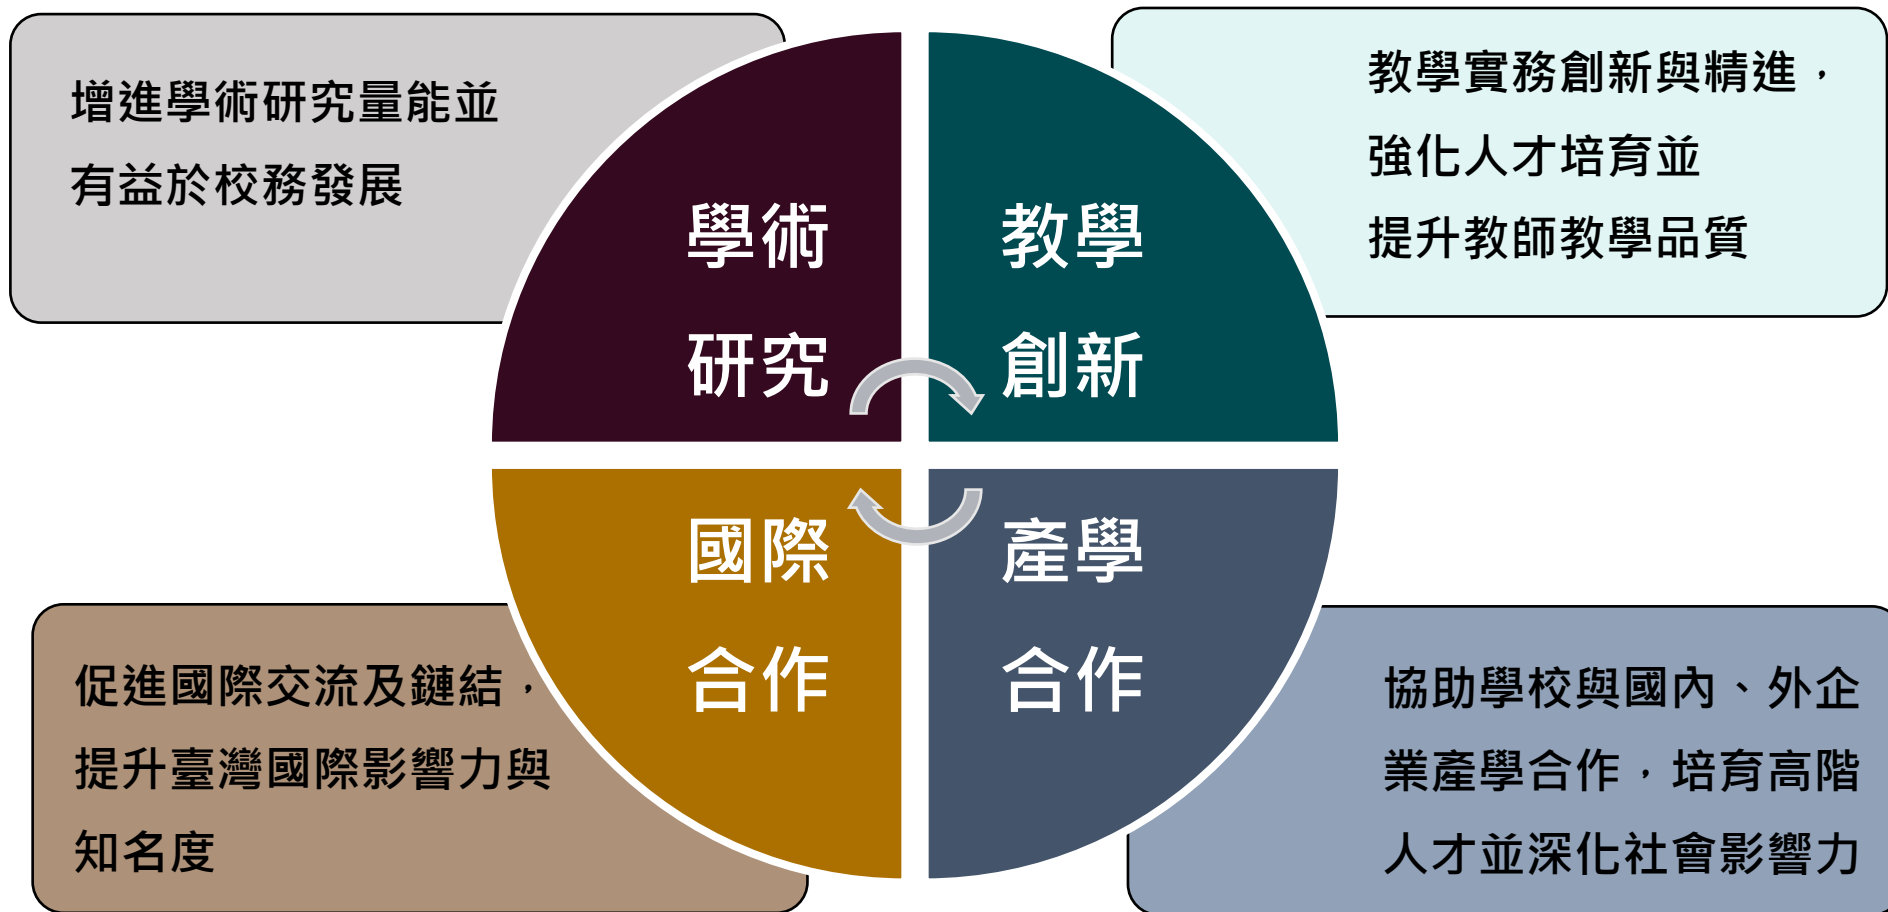 增進學術研究量能並
有益於校務發展
學術
研究
教學
創新
教學實務創新與精進，
強化人才培育並
提升教師教學品質
國際
合作
產學
合作
促進國際交流及鏈結，
提升臺灣國際影響力與
知名度
協助學校與國內、外企
業產學合作，培育高階
人才並深化社會影響力